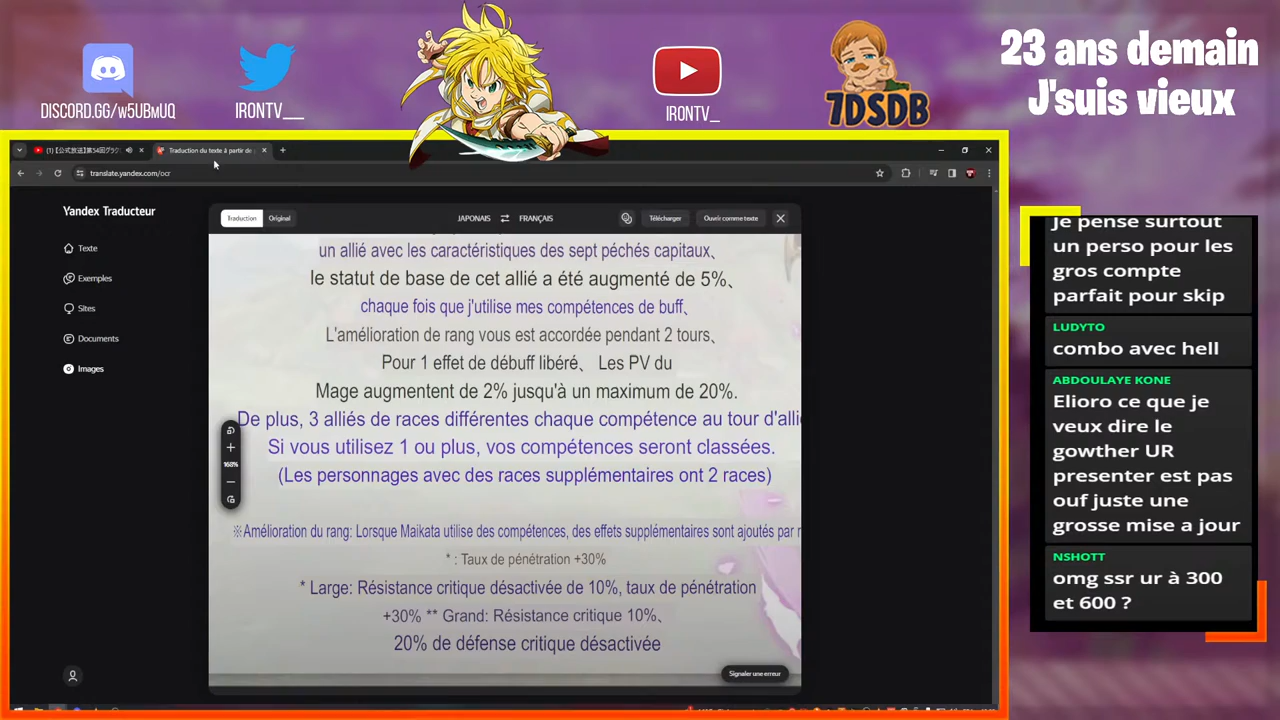 DISCORD.GG/W5UBMUQ
IRONTV__
IRONTV_
7DSDB
23 ans demain
J'suis vieux
Traduction du texte à partir de
translate.yandex.com/ocr
Yandex Traducteur
Texte
Exemples
Sites
Documents
Images
Traduction
Original
JAPONAIS
FRANÇAIS
Télécharger
Ouvrir comme texte
un allié avec les caractéristiques des sept péchés capitaux、
le statut de base de cet allié a été augmenté de 5%、
chaque fois que j'utilise mes compétences de buff、
L'amélioration de rang vous est accordée pendant 2 tours、
Pour 1 effet de débuff libéré、 Les PV du
Mage augmentent de 2% jusqu'à un maximum de 20%.
De plus, 3 alliés de races différentes chaque compétence au tour d'allié
Si vous utilisez 1 ou plus, vos compétences seront classées.
(Les personnages avec des races supplémentaires ont 2 races)
※Amélioration du rang: Lorsque Maikata utilise des compétences, des effets supplémentaires sont ajoutés par r
* : Taux de pénétration +30%
* Large: Résistance critique désactivée de 10%, taux de pénétration
+30% ** Grand: Résistance critique 10%、
20% de défense critique désactivée
168%
Signaler une erreur
je pense surtout
un perso pour les
gros compte
parfait pour skip
LUDYTO
combo avec hell
ABDOULAYE KONE
Elioro ce que je
veux dire le
gowther UR
presenter est pas
ouf juste une
grosse mise a jour
NSHOTT
omg ssr ur à 300
et 600 ?